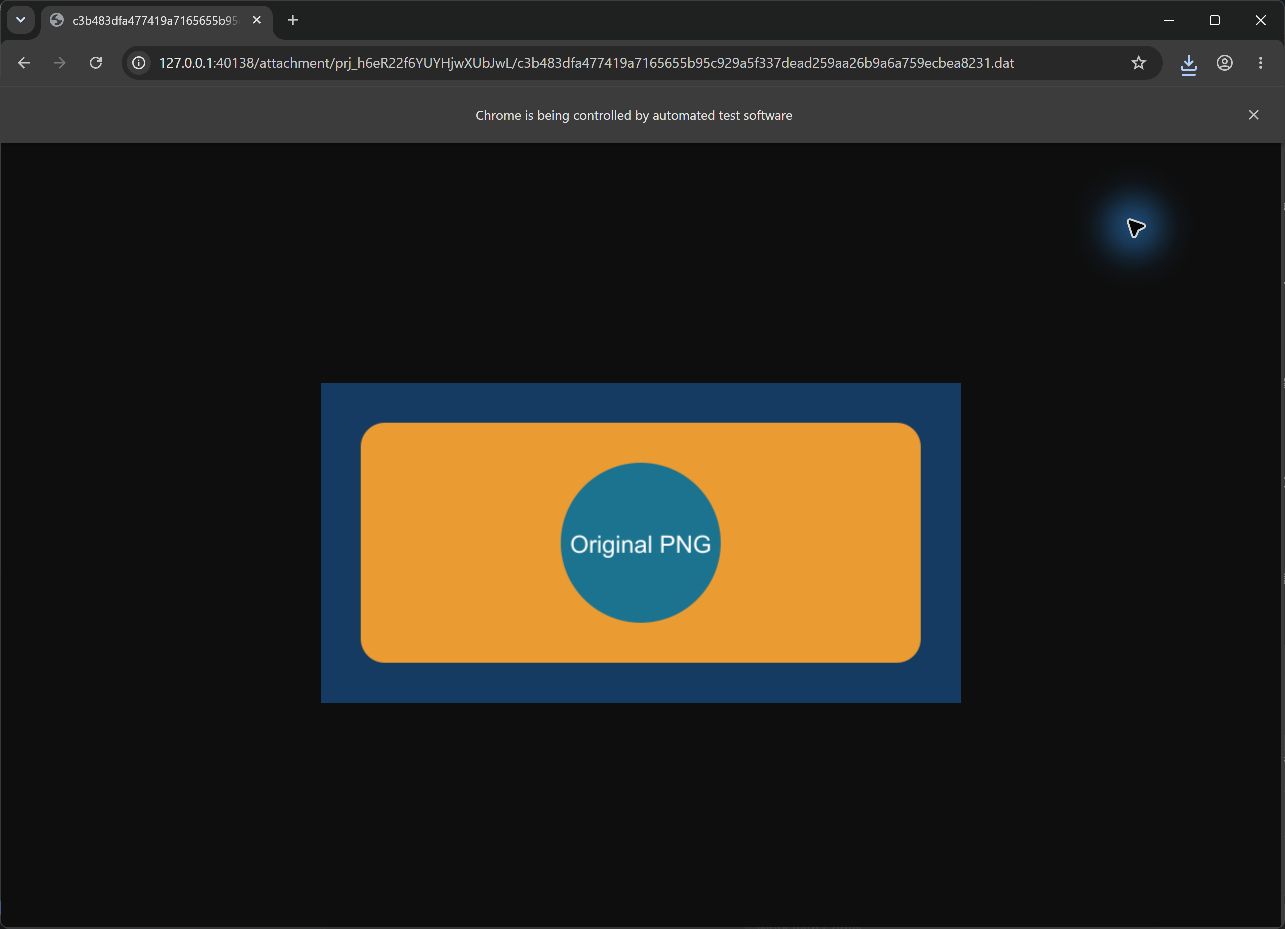 c3b483dfa477419a7165655b95
127.0.0.1:40138/attachment/prj_h6eR22f6YUYHjwXUbJwL/c3b483dfa477419a7165655b95c929a5f337dead259aa26b9a6a759ecbea8231.dat
Chrome is being controlled by automated test software
Original PNG